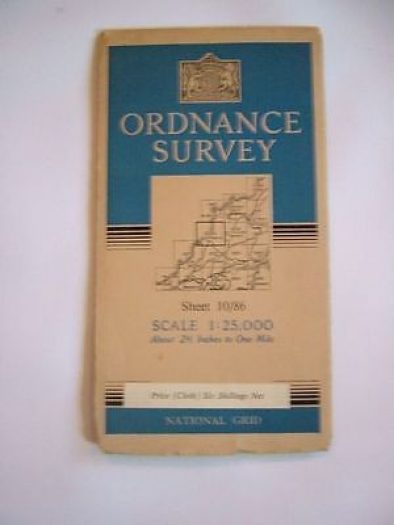 ORDNANCE
SURVEY
Sheet 10/86
SCALE 1:25,000
About 2½ Inches to One Mile
Price (Cloth) Six Shillings Net
NATIONAL GRID